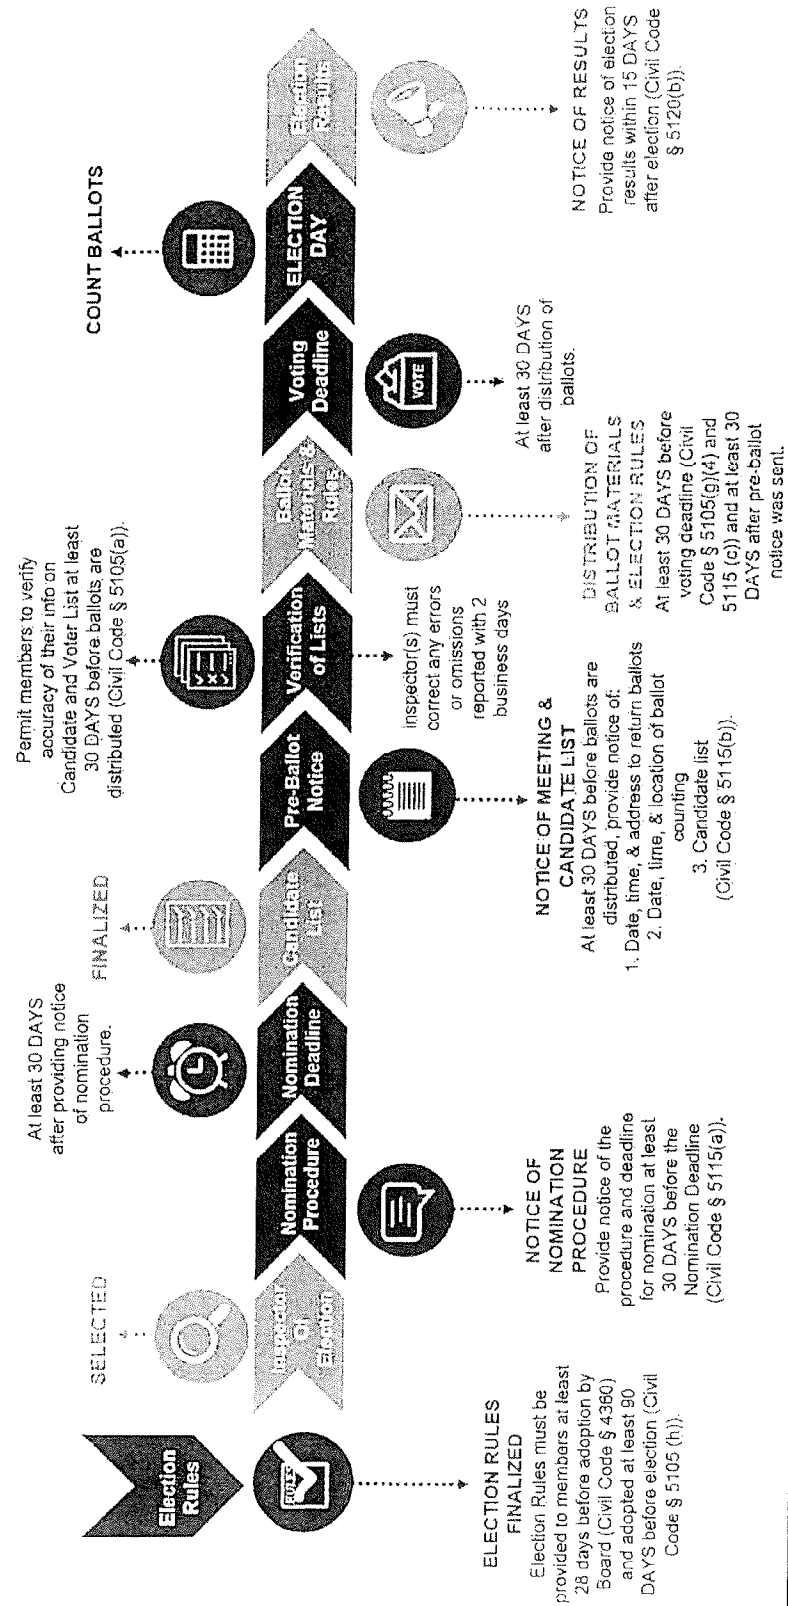 Election
Rules
RULES
ELECTION RULES
FINALIZED
Election Rules must be
provided to members at least
28 days before adoption by
Board (Civil Code § 4360)
and adopted at least 90
DAYS before election (Civil
Code § 5105 (h)).
SELECTED
Inspector
Of
Election
Nomination
Procedure
NOTICE OF
NOMINATION
PROCEDURE
Provide notice of the
procedure and deadline
for nomination at least
30 DAYS before the
Nomination Deadline
(Civil Code § 5115(a)).
At least 30 DAYS
after providing notice
of nomination
procedure.
Nomination
Deadline
FINALIZED
Candidate
List
Pre-Ballot
Notice
NOTICE OF MEETING &
CANDIDATE LIST
At least 30 DAYS before ballots are
distributed, provide notice of:
1. Date, time, & address to return ballots
2. Date, time, & location of ballot
counting
3. Candidate list
(Civil Code § 5115(b)).
Permit members to verify
accuracy of their info on
Candidate and Voter List at least
30 DAYS before ballots are
distributed (Civil Code § 5105(a)).
Verification
of Lists
Inspector(s) must
correct any errors
or omissions
reported with 2
business days
Ballot
Materials &
Rules
DISTRIBUTION OF
BALLOT MATERIALS
& ELECTION RULES
At least 30 DAYS before
voting deadline (Civil
Code § 5105(g)(4) and
5115 (c)) and at least 30
DAYS after pre-ballot
notice was sent.
Voting
Deadline
VOTE
At least 30 DAYS
after distribution of
ballots.
COUNT BALLOTS
ELECTION
DAY
Election
Results
NOTICE OF RESULTS
Provide notice of election
results within 15 DAYS
after election (Civil Code
§ 5120(b)).